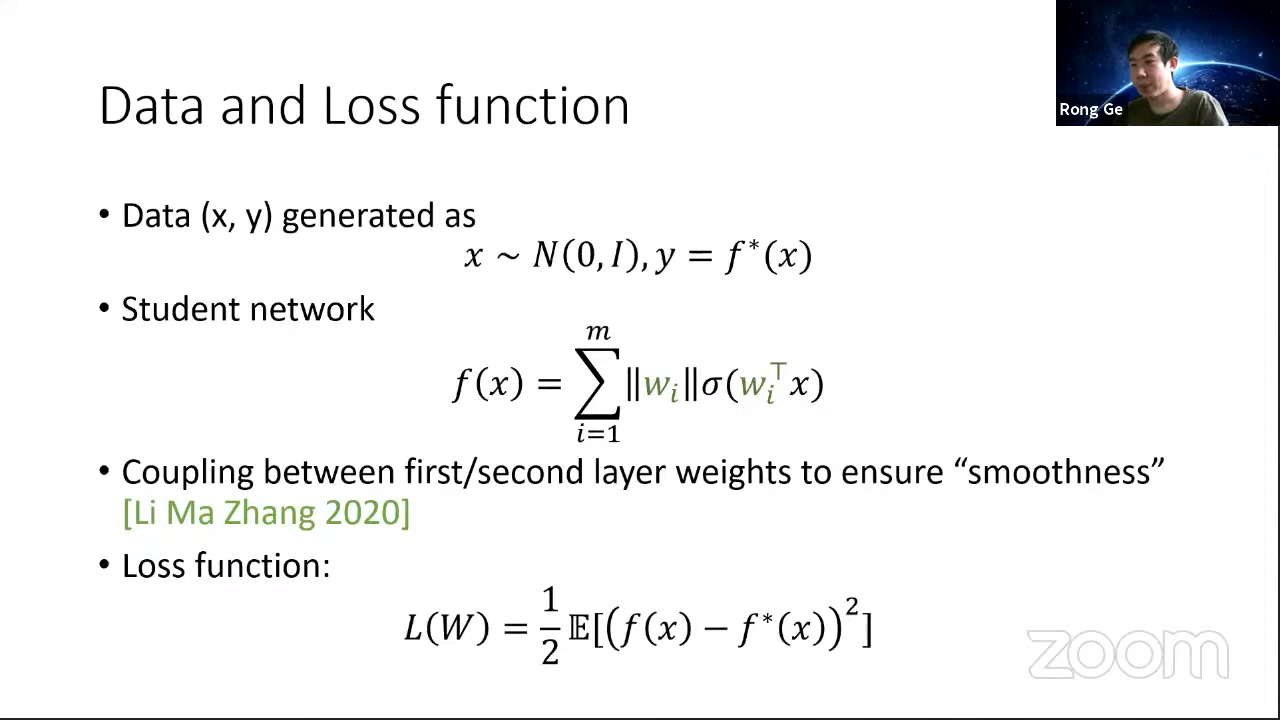 Data and Loss function
Rong Ge
• Data (x, y) generated as
x ~ N(0, I), y = f*(x)
• Student network
f(x) = ∑_{i=1}^{m} ‖w_i‖σ(w_i^⊤ x)
• Coupling between first/second layer weights to ensure “smoothness”
[Li Ma Zhang 2020]
• Loss function:
L(W) = \frac{1}{2} 𝔼[(f(x) − f*(x))^2]
zoom